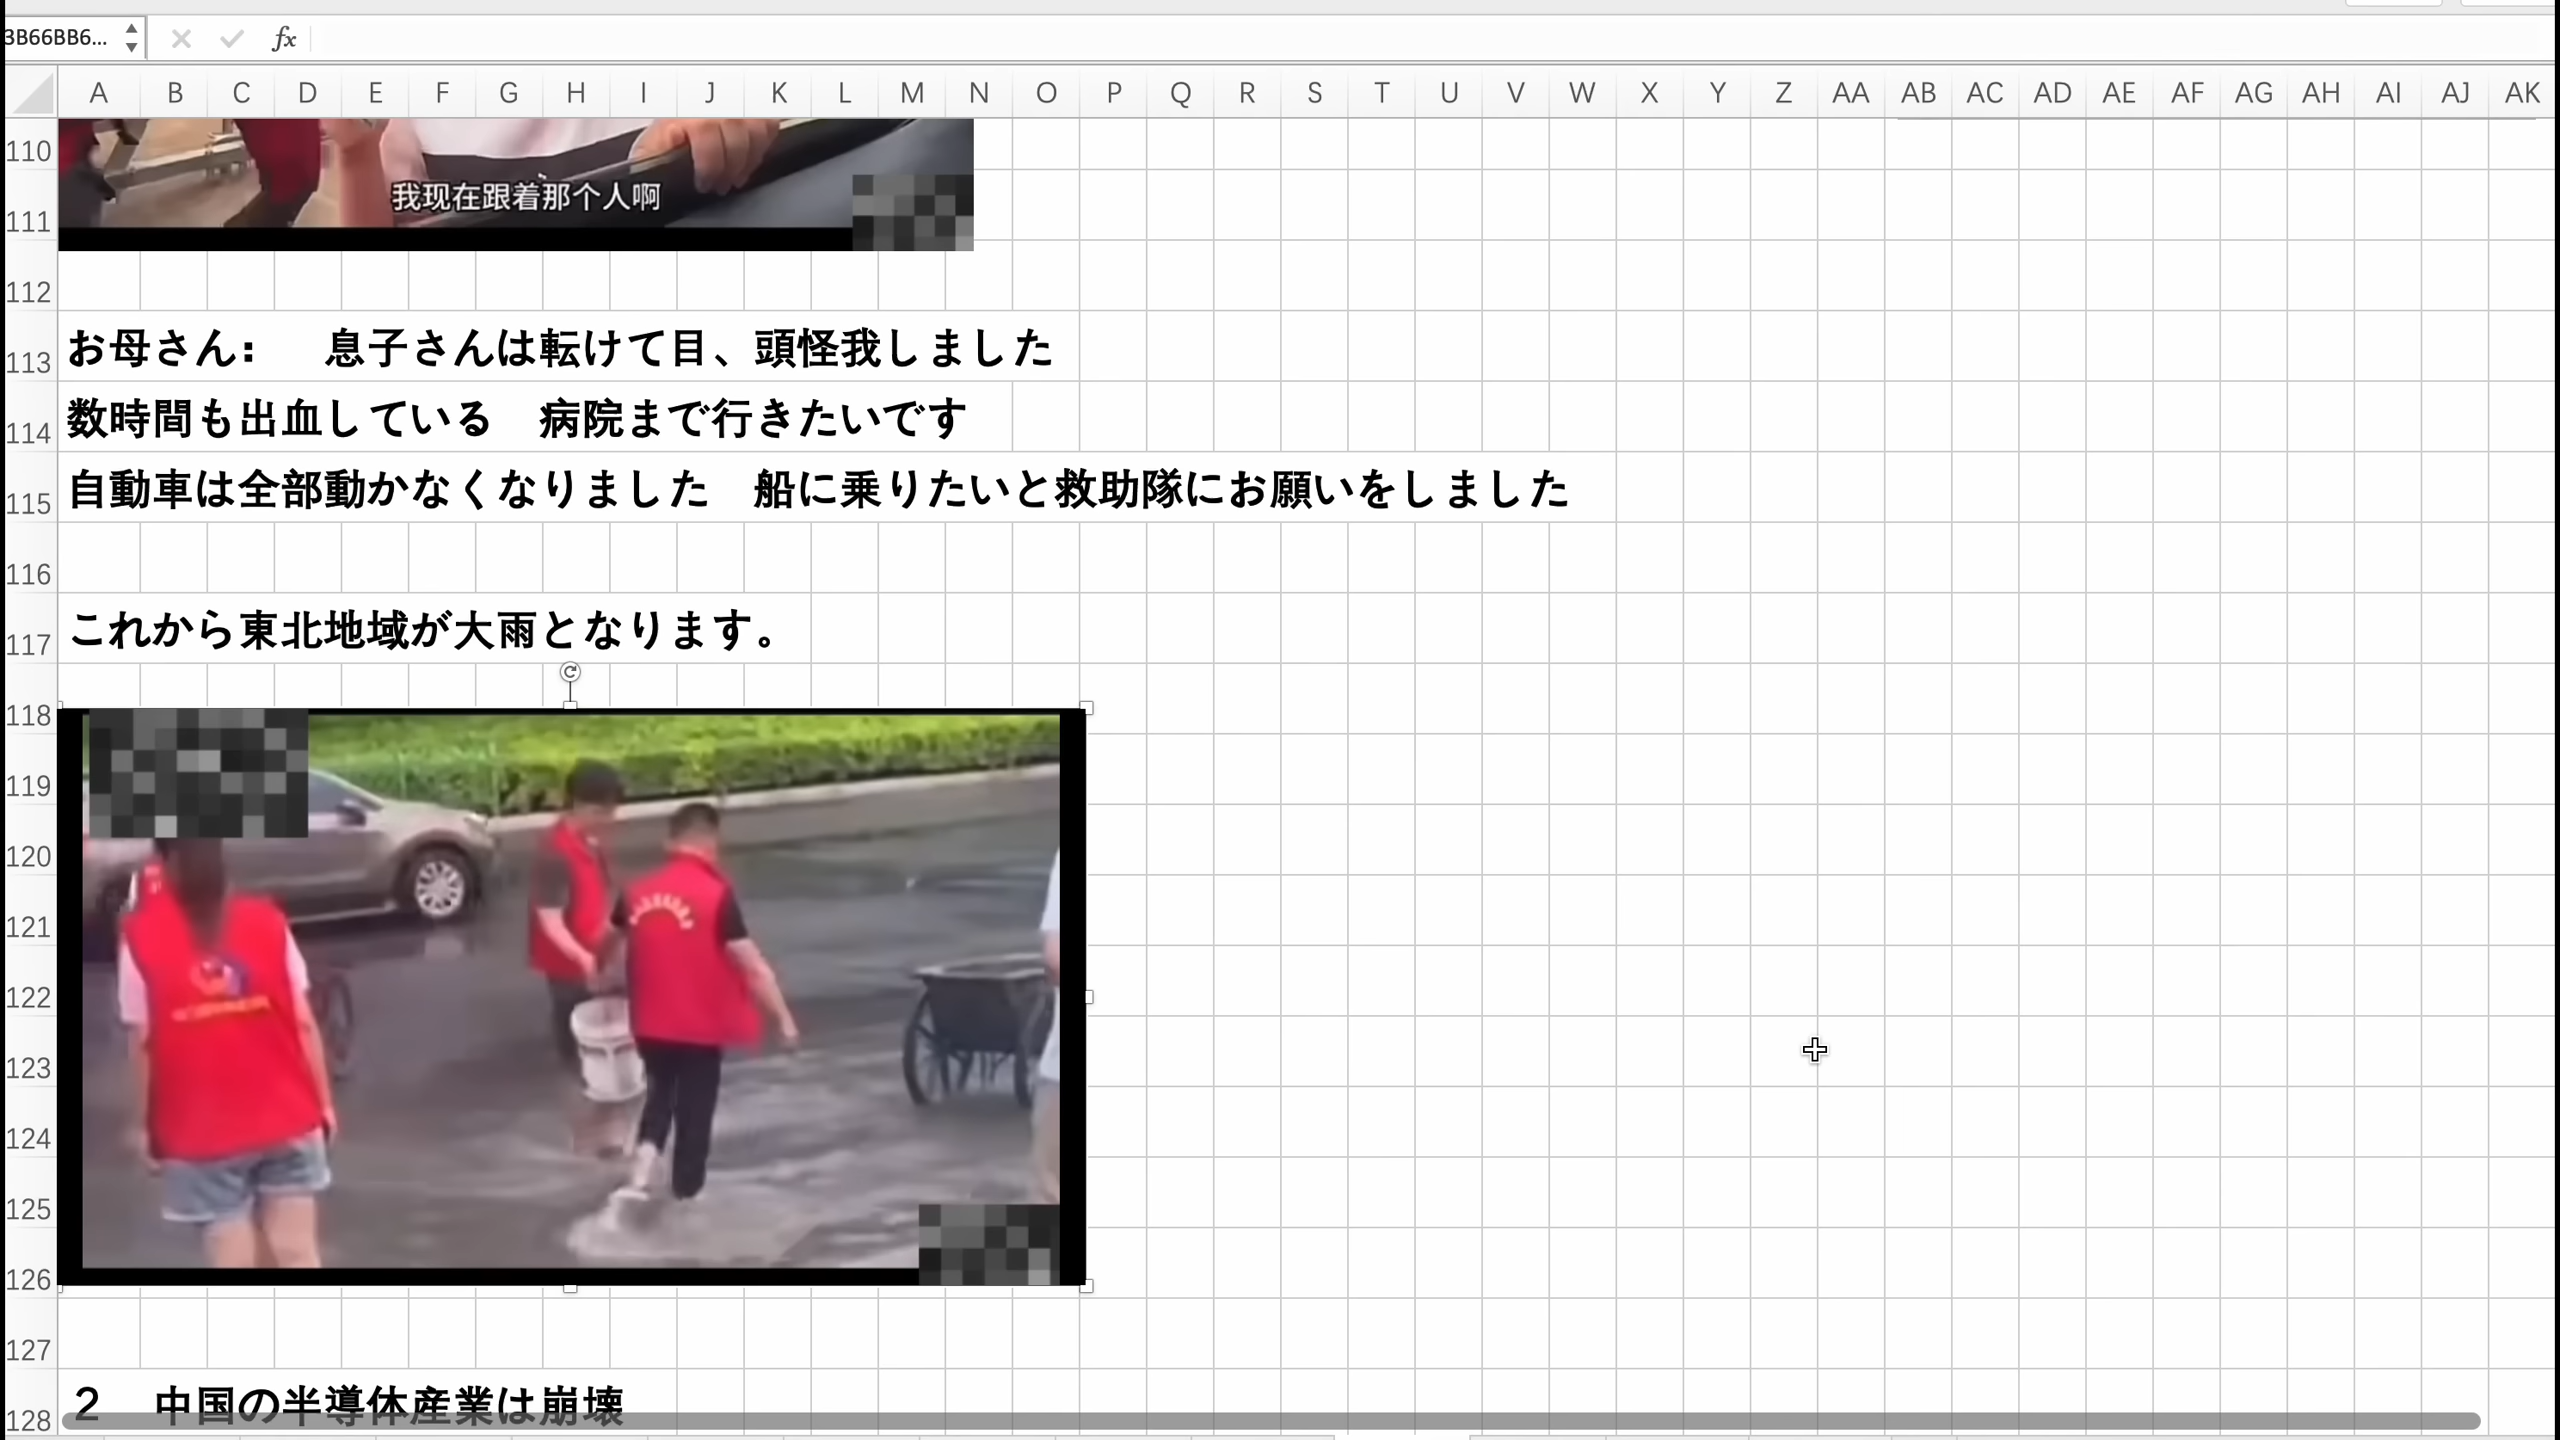 3B66BB6...
fx
A B C D E F G H I J K L M N O P Q R S T U V W X Y Z AA AB AC AD AE AF AG AH AI AJ AK
110
我现在跟着那个人啊
111
112
113 お母さん： 息子さんは転けて目、頭怪我しました
114 数時間も出血している 病院まで行きたいです
115 自動車は全部動かなくなりました 船に乗りたいと救助隊にお願いをしました
116
117 これから東北地域が大雨となります。
118
119
120
121
122
123
124
125
126
127
128 2 中国の半導体産業は崩壊